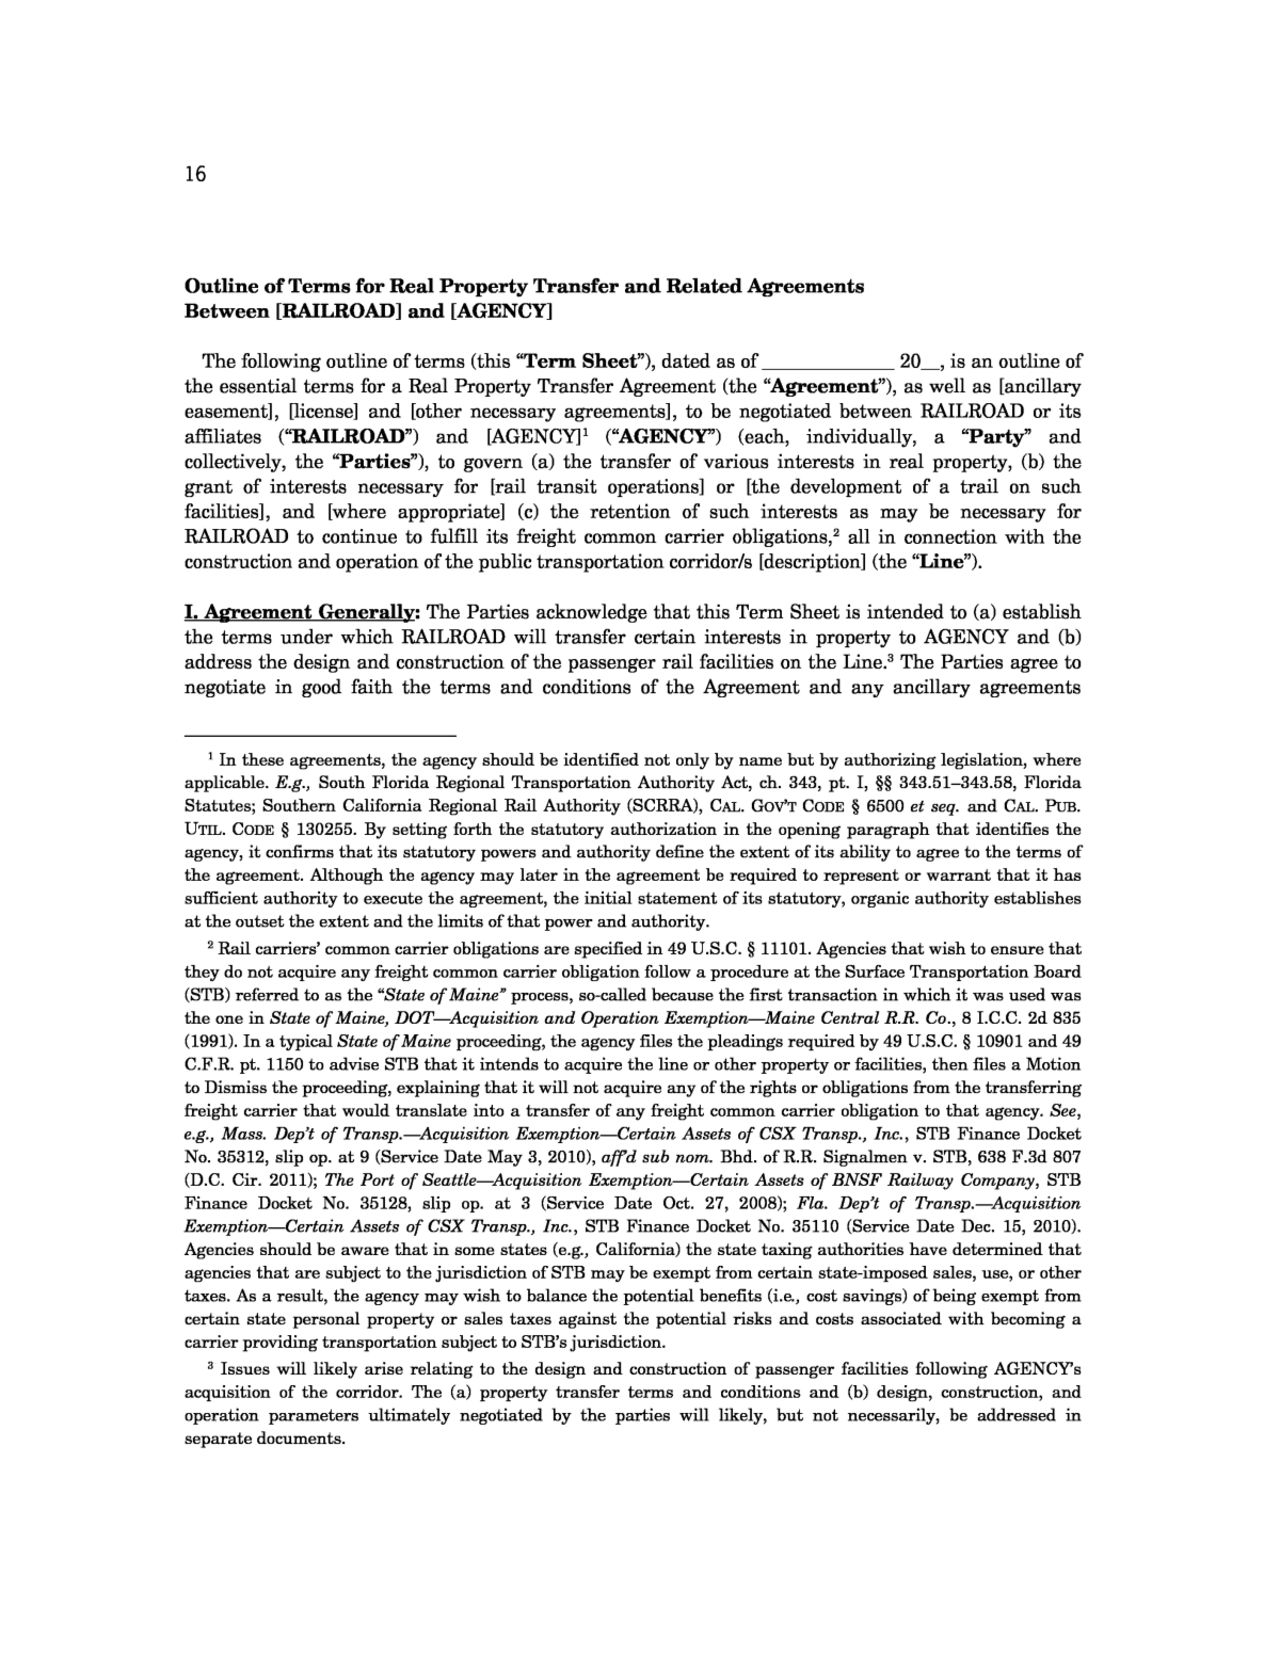 16
Outline of Terms for Real Property Transfer and Related Agreements
Between [RAILROAD] and [AGENCY]
The following outline of terms (this “Term Sheet”), dated as of _____________ 20__, is an outline of
the essential terms for a Real Property Transfer Agreement (the “Agreement”), as well as [ancillary
easement], [license] and [other necessary agreements], to be negotiated between RAILROAD or its
affiliates (“RAILROAD”) and [AGENCY]¹ (“AGENCY”) (each, individually, a “Party” and
collectively, the “Parties”), to govern (a) the transfer of various interests in real property, (b) the
grant of interests necessary for [rail transit operations] or [the development of a trail on such
facilities], and [where appropriate] (c) the retention of such interests as may be necessary for
RAILROAD to continue to fulfill its freight common carrier obligations,² all in connection with the
construction and operation of the public transportation corridor/s [description] (the “Line”).
I. Agreement Generally: The Parties acknowledge that this Term Sheet is intended to (a) establish
the terms under which RAILROAD will transfer certain interests in property to AGENCY and (b)
address the design and construction of the passenger rail facilities on the Line.³ The Parties agree to
negotiate in good faith the terms and conditions of the Agreement and any ancillary agreements
¹ In these agreements, the agency should be identified not only by name but by authorizing legislation, where
applicable. E.g., South Florida Regional Transportation Authority Act, ch. 343, pt. I, §§ 343.51–343.58, Florida
Statutes; Southern California Regional Rail Authority (SCRRA), CAL. GOV'T CODE § 6500 et seq. and CAL. PUB.
UTIL. CODE § 130255. By setting forth the statutory authorization in the opening paragraph that identifies the
agency, it confirms that its statutory powers and authority define the extent of its ability to agree to the terms of
the agreement. Although the agency may later in the agreement be required to represent or warrant that it has
sufficient authority to execute the agreement, the initial statement of its statutory, organic authority establishes
at the outset the extent and the limits of that power and authority.
² Rail carriers’ common carrier obligations are specified in 49 U.S.C. § 11101. Agencies that wish to ensure that
they do not acquire any freight common carrier obligation follow a procedure at the Surface Transportation Board
(STB) referred to as the “State of Maine” process, so-called because the first transaction in which it was used was
the one in State of Maine, DOT—Acquisition and Operation Exemption—Maine Central R.R. Co., 8 I.C.C. 2d 835
(1991). In a typical State of Maine proceeding, the agency files the pleadings required by 49 U.S.C. § 10901 and 49
C.F.R. pt. 1150 to advise STB that it intends to acquire the line or other property or facilities, then files a Motion
to Dismiss the proceeding, explaining that it will not acquire any of the rights or obligations from the transferring
freight carrier that would translate into a transfer of any freight common carrier obligation to that agency. See,
e.g., Mass. Dep’t of Transp.—Acquisition Exemption—Certain Assets of CSX Transp., Inc., STB Finance Docket
No. 35312, slip op. at 9 (Service Date May 3, 2010), aff’d sub nom. Bhd. of R.R. Signalmen v. STB, 638 F.3d 807
(D.C. Cir. 2011); The Port of Seattle—Acquisition Exemption—Certain Assets of BNSF Railway Company, STB
Finance Docket No. 35128, slip op. at 3 (Service Date Oct. 27, 2008); Fla. Dep’t of Transp.—Acquisition
Exemption—Certain Assets of CSX Transp., Inc., STB Finance Docket No. 35110 (Service Date Dec. 15, 2010).
Agencies should be aware that in some states (e.g., California) the state taxing authorities have determined that
agencies that are subject to the jurisdiction of STB may be exempt from certain state-imposed sales, use, or other
taxes. As a result, the agency may wish to balance the potential benefits (i.e., cost savings) of being exempt from
certain state personal property or sales taxes against the potential risks and costs associated with becoming a
carrier providing transportation subject to STB’s jurisdiction.
³ Issues will likely arise relating to the design and construction of passenger facilities following AGENCY’s
acquisition of the corridor. The (a) property transfer terms and conditions and (b) design, construction, and
operation parameters ultimately negotiated by the parties will likely, but not necessarily, be addressed in
separate documents.